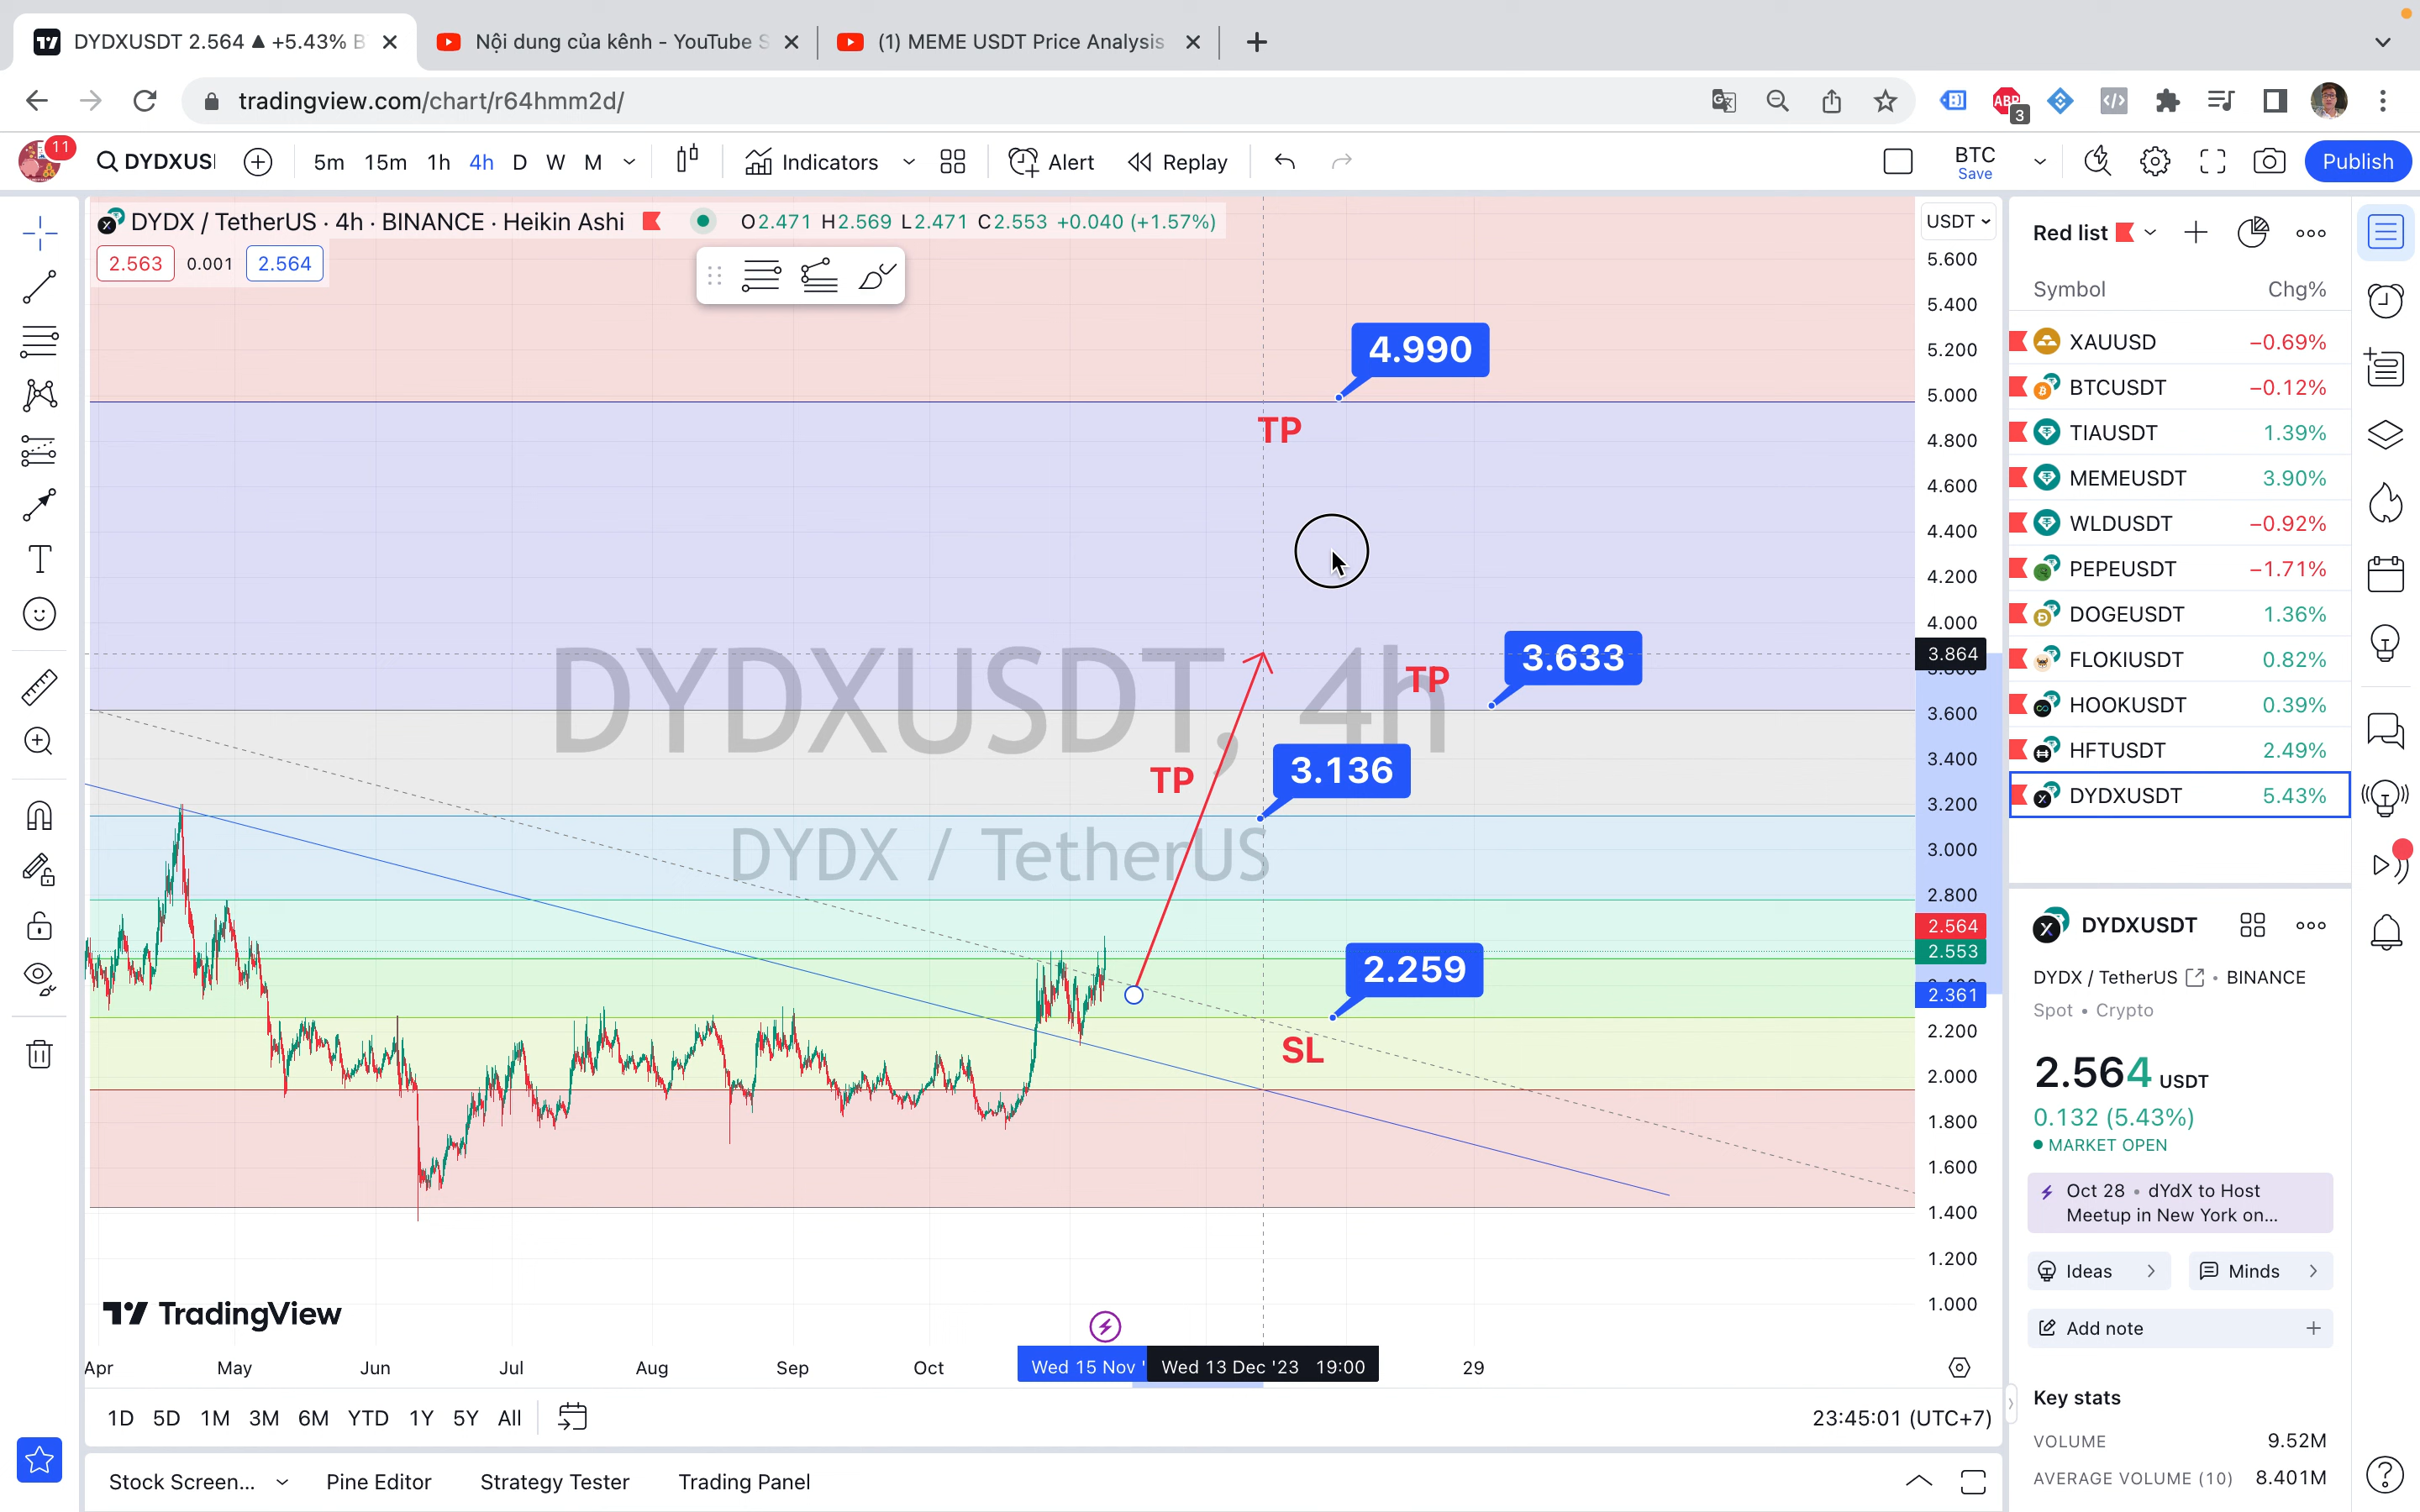 DYDXUSDT 2.564 ▲ +5.43% B
Nội dung của kênh - YouTube S
(1) MEME USDT Price Analysis
tradingview.com/chart/r64hmm2d/
ABP
3
11
DYDXUS
5m 15m 1h 4h D W M
Indicators
Alert
Replay
BTC
Save
Publish
DYDX / TetherUS · 4h · BINANCE · Heikin Ashi
O2.471 H2.569 L2.471 C2.553 +0.040 (+1.57%)
2.563 0.001 2.564
USDT
5.600
5.400
5.200
5.000
4.800
4.600
4.400
4.200
4.000
3.864
3.600
3.400
3.200
3.000
2.800
2.564
2.553
2.361
2.200
2.000
1.800
1.600
1.400
1.200
1.000
4.990
TP
3.633
TP
3.136
TP
2.259
SL
DYDXUSDT, 4h
DYDX / TetherUS
TradingView
Apr May Jun Jul Aug Sep Oct
Wed 15 Nov '
Wed 13 Dec '23 19:00
29
1D 5D 1M 3M 6M YTD 1Y 5Y All
23:45:01 (UTC+7)
Stock Screen... Pine Editor Strategy Tester Trading Panel
Red list
Symbol Chg%
XAUUSD −0.69%
BTCUSDT −0.12%
TIAUSDT 1.39%
MEMEUSDT 3.90%
WLDUSDT −0.92%
PEPEUSDT −1.71%
DOGEUSDT 1.36%
FLOKIUSDT 0.82%
HOOKUSDT 0.39%
HFTUSDT 2.49%
DYDXUSDT 5.43%
DYDXUSDT
DYDX / TetherUS • BINANCE
Spot • Crypto
2.564 USDT
0.132 (5.43%)
MARKET OPEN
Oct 28 • dYdX to Host
Meetup in New York on...
Ideas
Minds
Add note
Key stats
VOLUME 9.52M
AVERAGE VOLUME (10) 8.401M